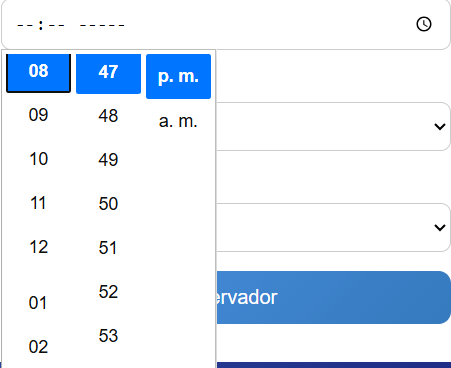 --:-- -----
08 47 p. m.
09 48 a. m.
10 49
11 50
12 51
01 52
02 53
ervador